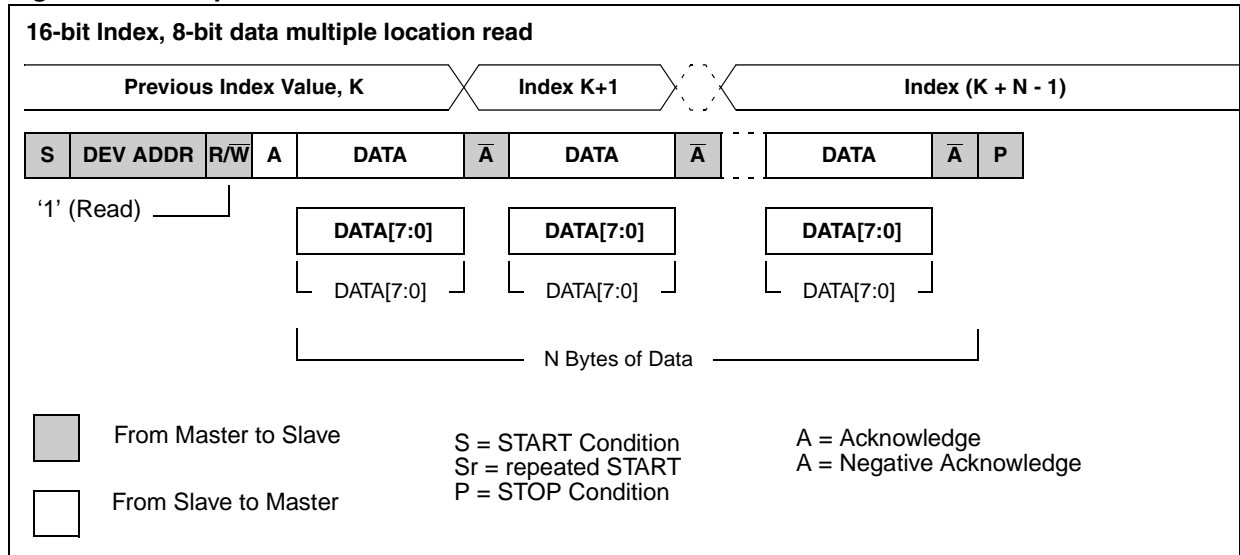 16-bit Index, 8-bit data multiple location read
Previous Index Value, K Index K+1 Index (K + N - 1)
S DEV ADDR R/W̅ A DATA A̅ DATA A̅ DATA A̅ P
‘1’ (Read)
DATA[7:0] DATA[7:0] DATA[7:0]
DATA[7:0] DATA[7:0] DATA[7:0]
N Bytes of Data
From Master to Slave
From Slave to Master
S = START Condition
Sr = repeated START
P = STOP Condition
A = Acknowledge
A = Negative Acknowledge